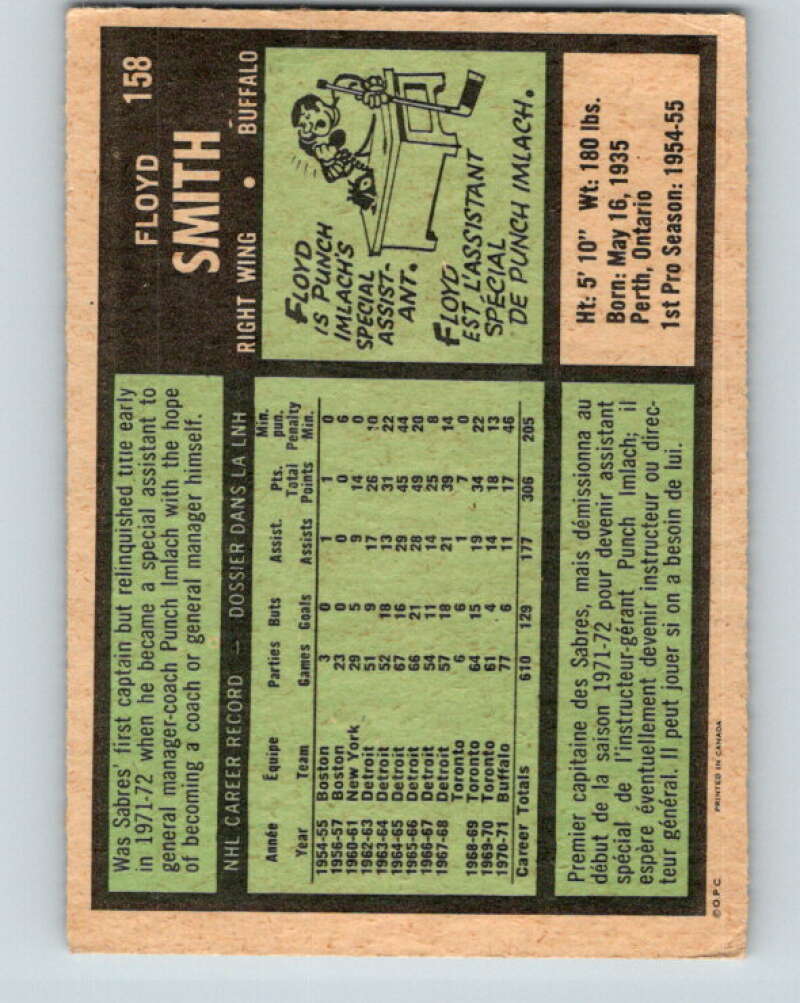 158
FLOYD
SMITH
RIGHT WING • BUFFALO
Was Sabres' first captain but relinquished title early
in 1971-72 when he became a special assistant to
general manager-coach Punch Imlach with the hope
of becoming a coach or general manager himself.
FLOYD
IS PUNCH
IMLACH'S
SPECIAL
ASSIST-
ANT.
FLOYD
EST L'ASSISTANT
SPÉCIAL
DE PUNCH IMLACH.
NHL CAREER RECORD — DOSSIER DANS LA LNH
Année Équipe Parties Buts Assist. Pts. Total Min. pun. Penalty
Year Team Games Goals Assists Points Min.
1954-55 Boston 3 0 1 1 0
1956-57 Boston 23 0 0 0 6
1960-61 New York 29 5 9 14 0
1962-63 Detroit 51 9 17 26 10
1963-64 Detroit 52 18 13 31 22
1964-65 Detroit 67 16 29 45 44
1965-66 Detroit 66 21 28 49 20
1966-67 Detroit 54 11 14 25 8
1967-68 Detroit 57 18 21 39 14
Toronto 6 6 1 7 0
1968-69 Toronto 64 15 19 34 22
1969-70 Toronto 61 4 14 18 13
1970-71 Buffalo 77 6 11 17 46
Career Totals 610 129 177 306 205
Ht: 5' 10" Wt: 180 lbs.
Born: May 16, 1935
Perth, Ontario
1st Pro Season: 1954-55
Premier capitaine des Sabres, mais démissionna au
début de la saison 1971-72 pour devenir assistant
spécial de l'instructeur-gérant Punch Imlach; il
espère éventuellement devenir instructeur ou direc-
teur général. Il peut jouer si on a besoin de lui.
©O.P.C. PRINTED IN CANADA